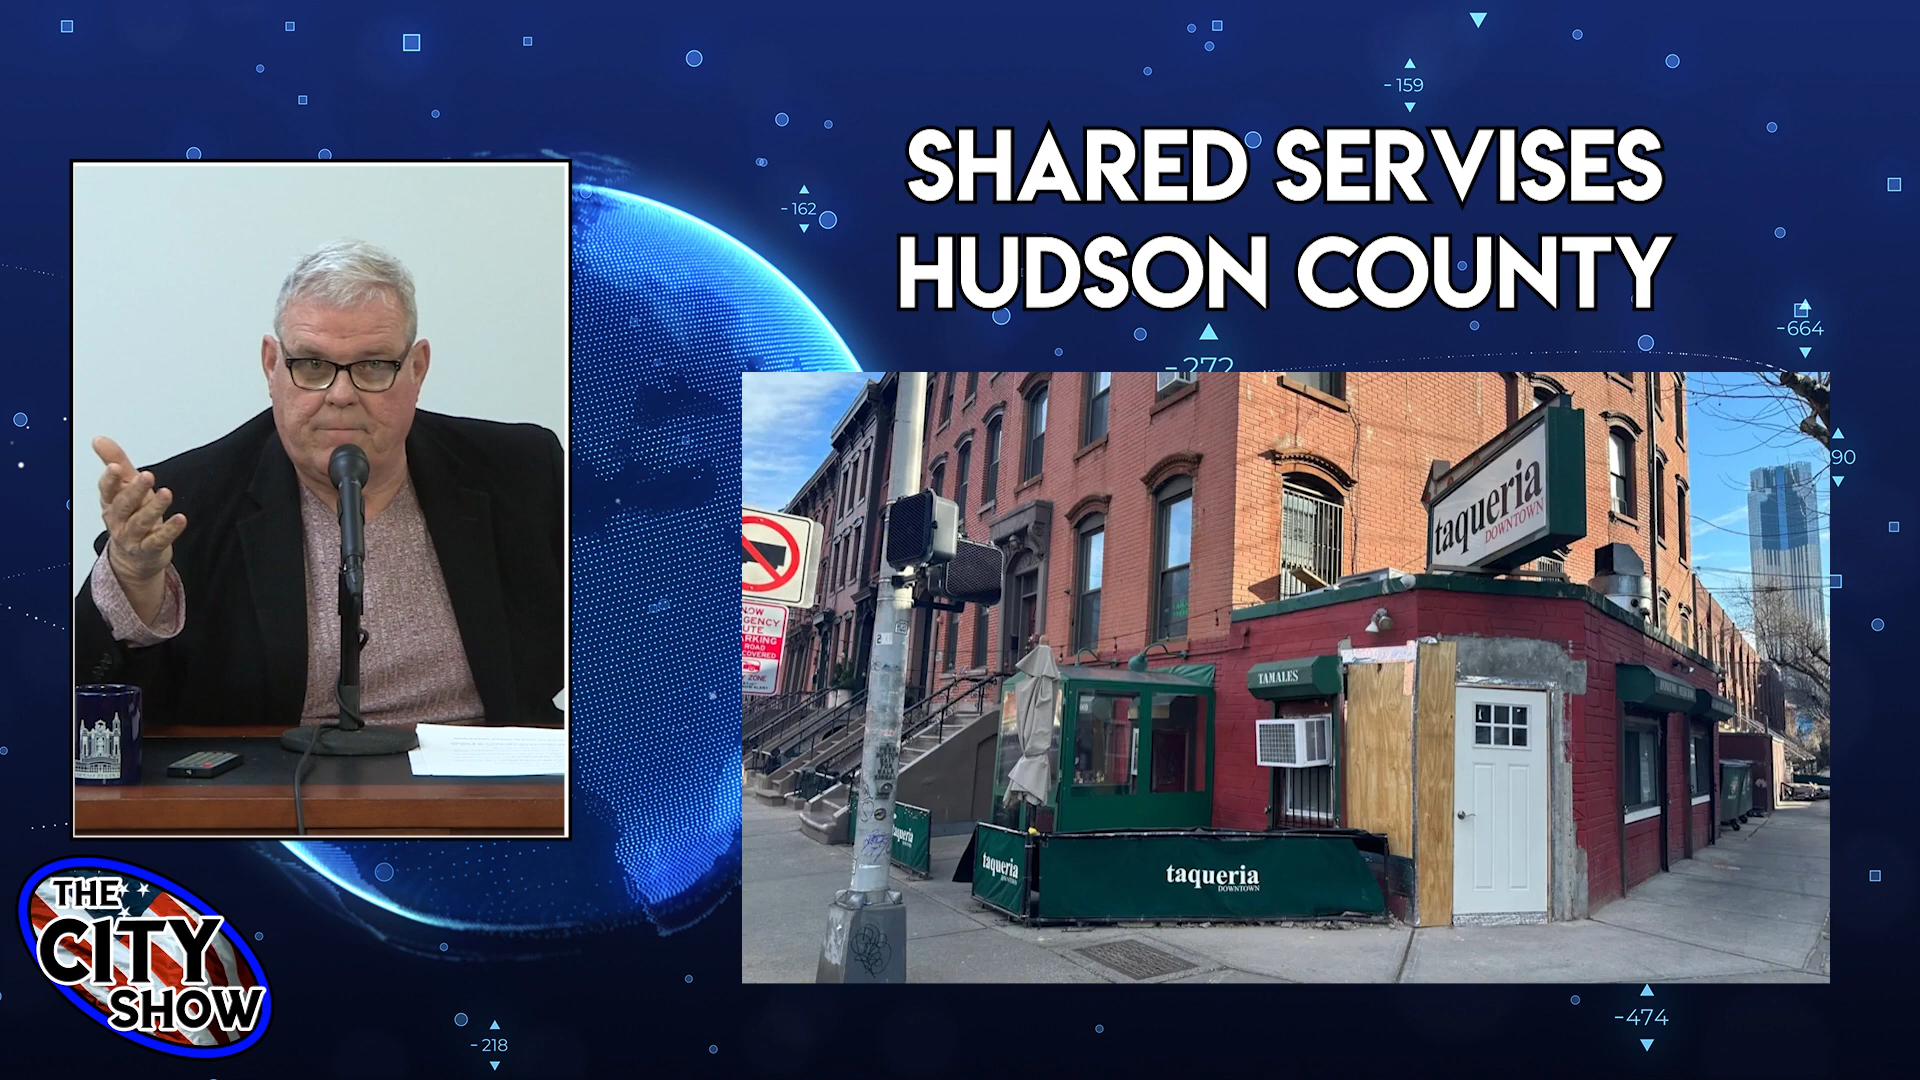 SHARED SERVISES
HUDSON COUNTY
- 159
- 162
-664
-272
90
taqueria
DOWNTOWN
TAMALES
taqueria
taqueria
DOWNTOWN
taqueria
DOWNTOWN
THE
CITY
SHOW
-474
- 218